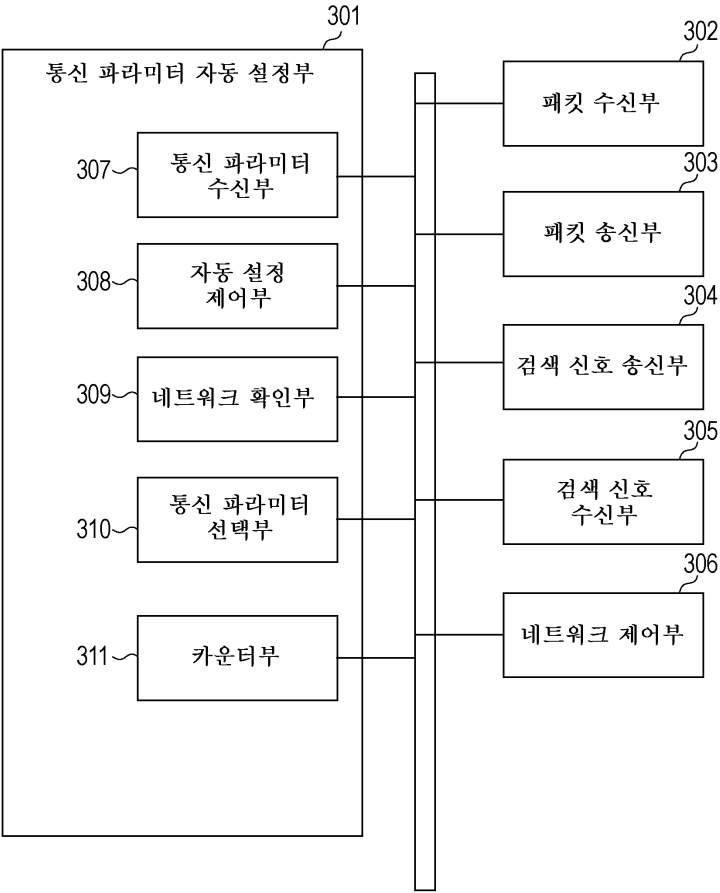 301
통신 파라미터 자동 설정부
307
통신 파라미터
수신부
308
자동 설정
제어부
309
네트워크 확인부
310
통신 파라미터
선택부
311
카운터부
302
패킷 수신부
303
패킷 송신부
304
검색 신호 송신부
305
검색 신호
수신부
306
네트워크 제어부